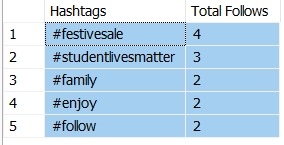 Hashtags Total Follows
1 #festivesale 4
2 #studentlivesmatter 3
3 #family 2
4 #enjoy 2
5 #follow 2